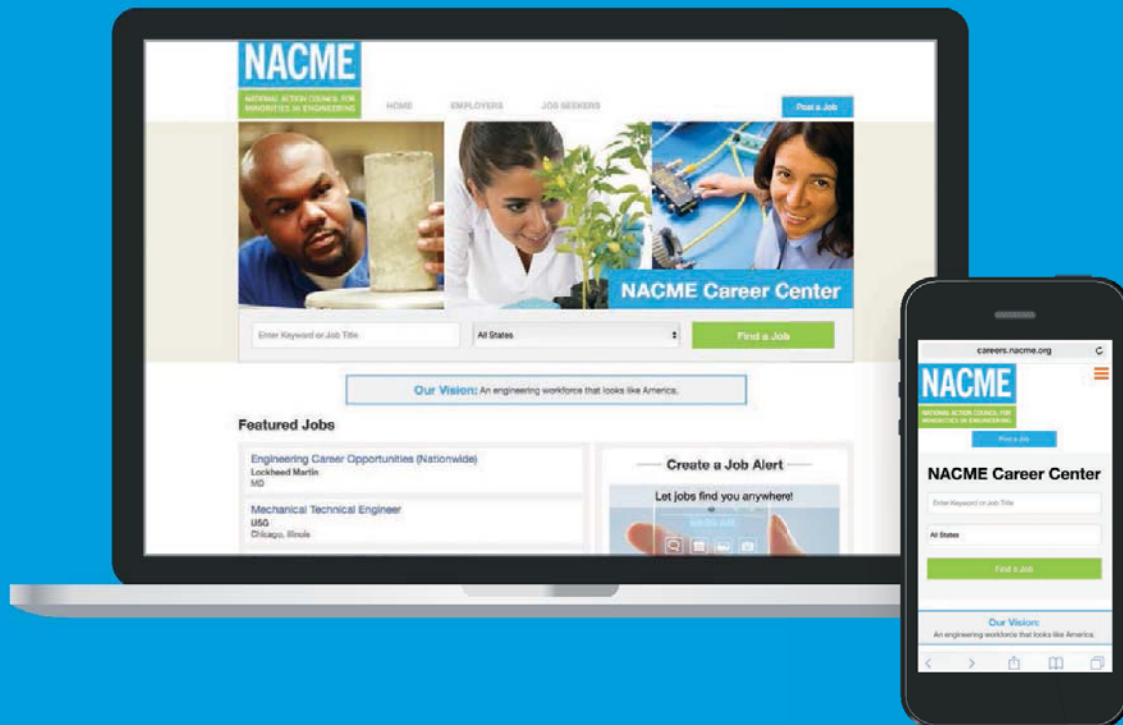 NACME
NATIONAL ACTION COUNCIL FOR
MINORITIES IN ENGINEERING
HOME EMPLOYERS JOB SEEKERS Post a Job
NACME Career Center
Enter Keyword or Job Title All States Find a Job
Our Vision: An engineering workforce that looks like America.
Featured Jobs
Engineering Career Opportunities (Nationwide)
Lockheed Martin
MD
Mechanical Technical Engineer
USG
Chicago, Illinois
Create a Job Alert
Let jobs find you anywhere!
careers.nacme.org
NACME
NATIONAL ACTION COUNCIL FOR
MINORITIES IN ENGINEERING
Post a Job
NACME Career Center
Enter Keyword or Job Title
All States
Find a Job
Our Vision:
An engineering workforce that looks like America.